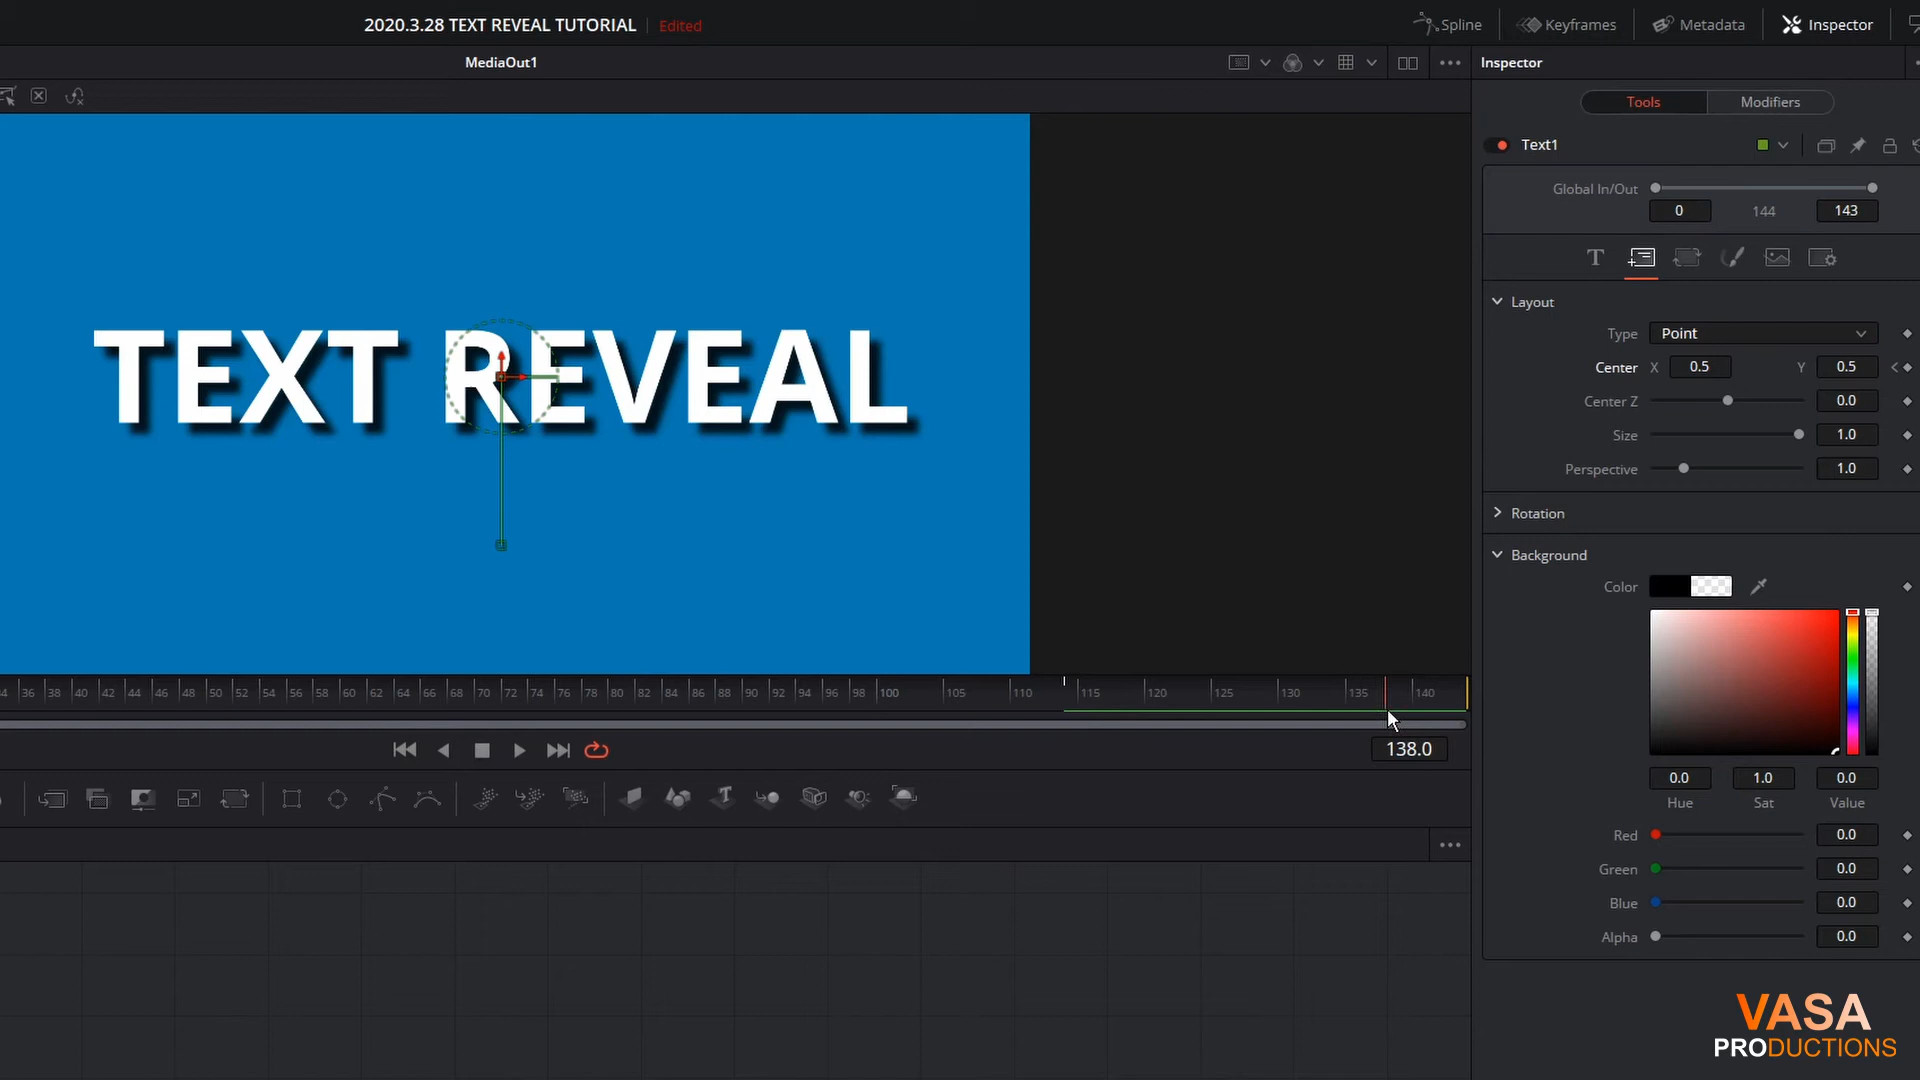 2020.3.28 TEXT REVEAL TUTORIAL
Edited
Spline
Keyframes
Metadata
Inspector
MediaOut1
Inspector
Tools
Modifiers
Text1
Global In/Out
0
144
143
T
Layout
Type
Point
Center X 0.5 Y 0.5
Center Z 0.0
Size 1.0
Perspective 1.0
Rotation
Background
Color
0.0 1.0 0.0
Hue Sat Value
Red 0.0
Green 0.0
Blue 0.0
Alpha 0.0
TEXT REVEAL
36 38 40 42 44 46 48 50 52 54 56 58 60 62 64 66 68 70 72 74 76 78 80 82 84 86 88 90 92 94 96 98 100 105 110 115 120 125 130 135 140
138.0
VASA
PRODUCTIONS